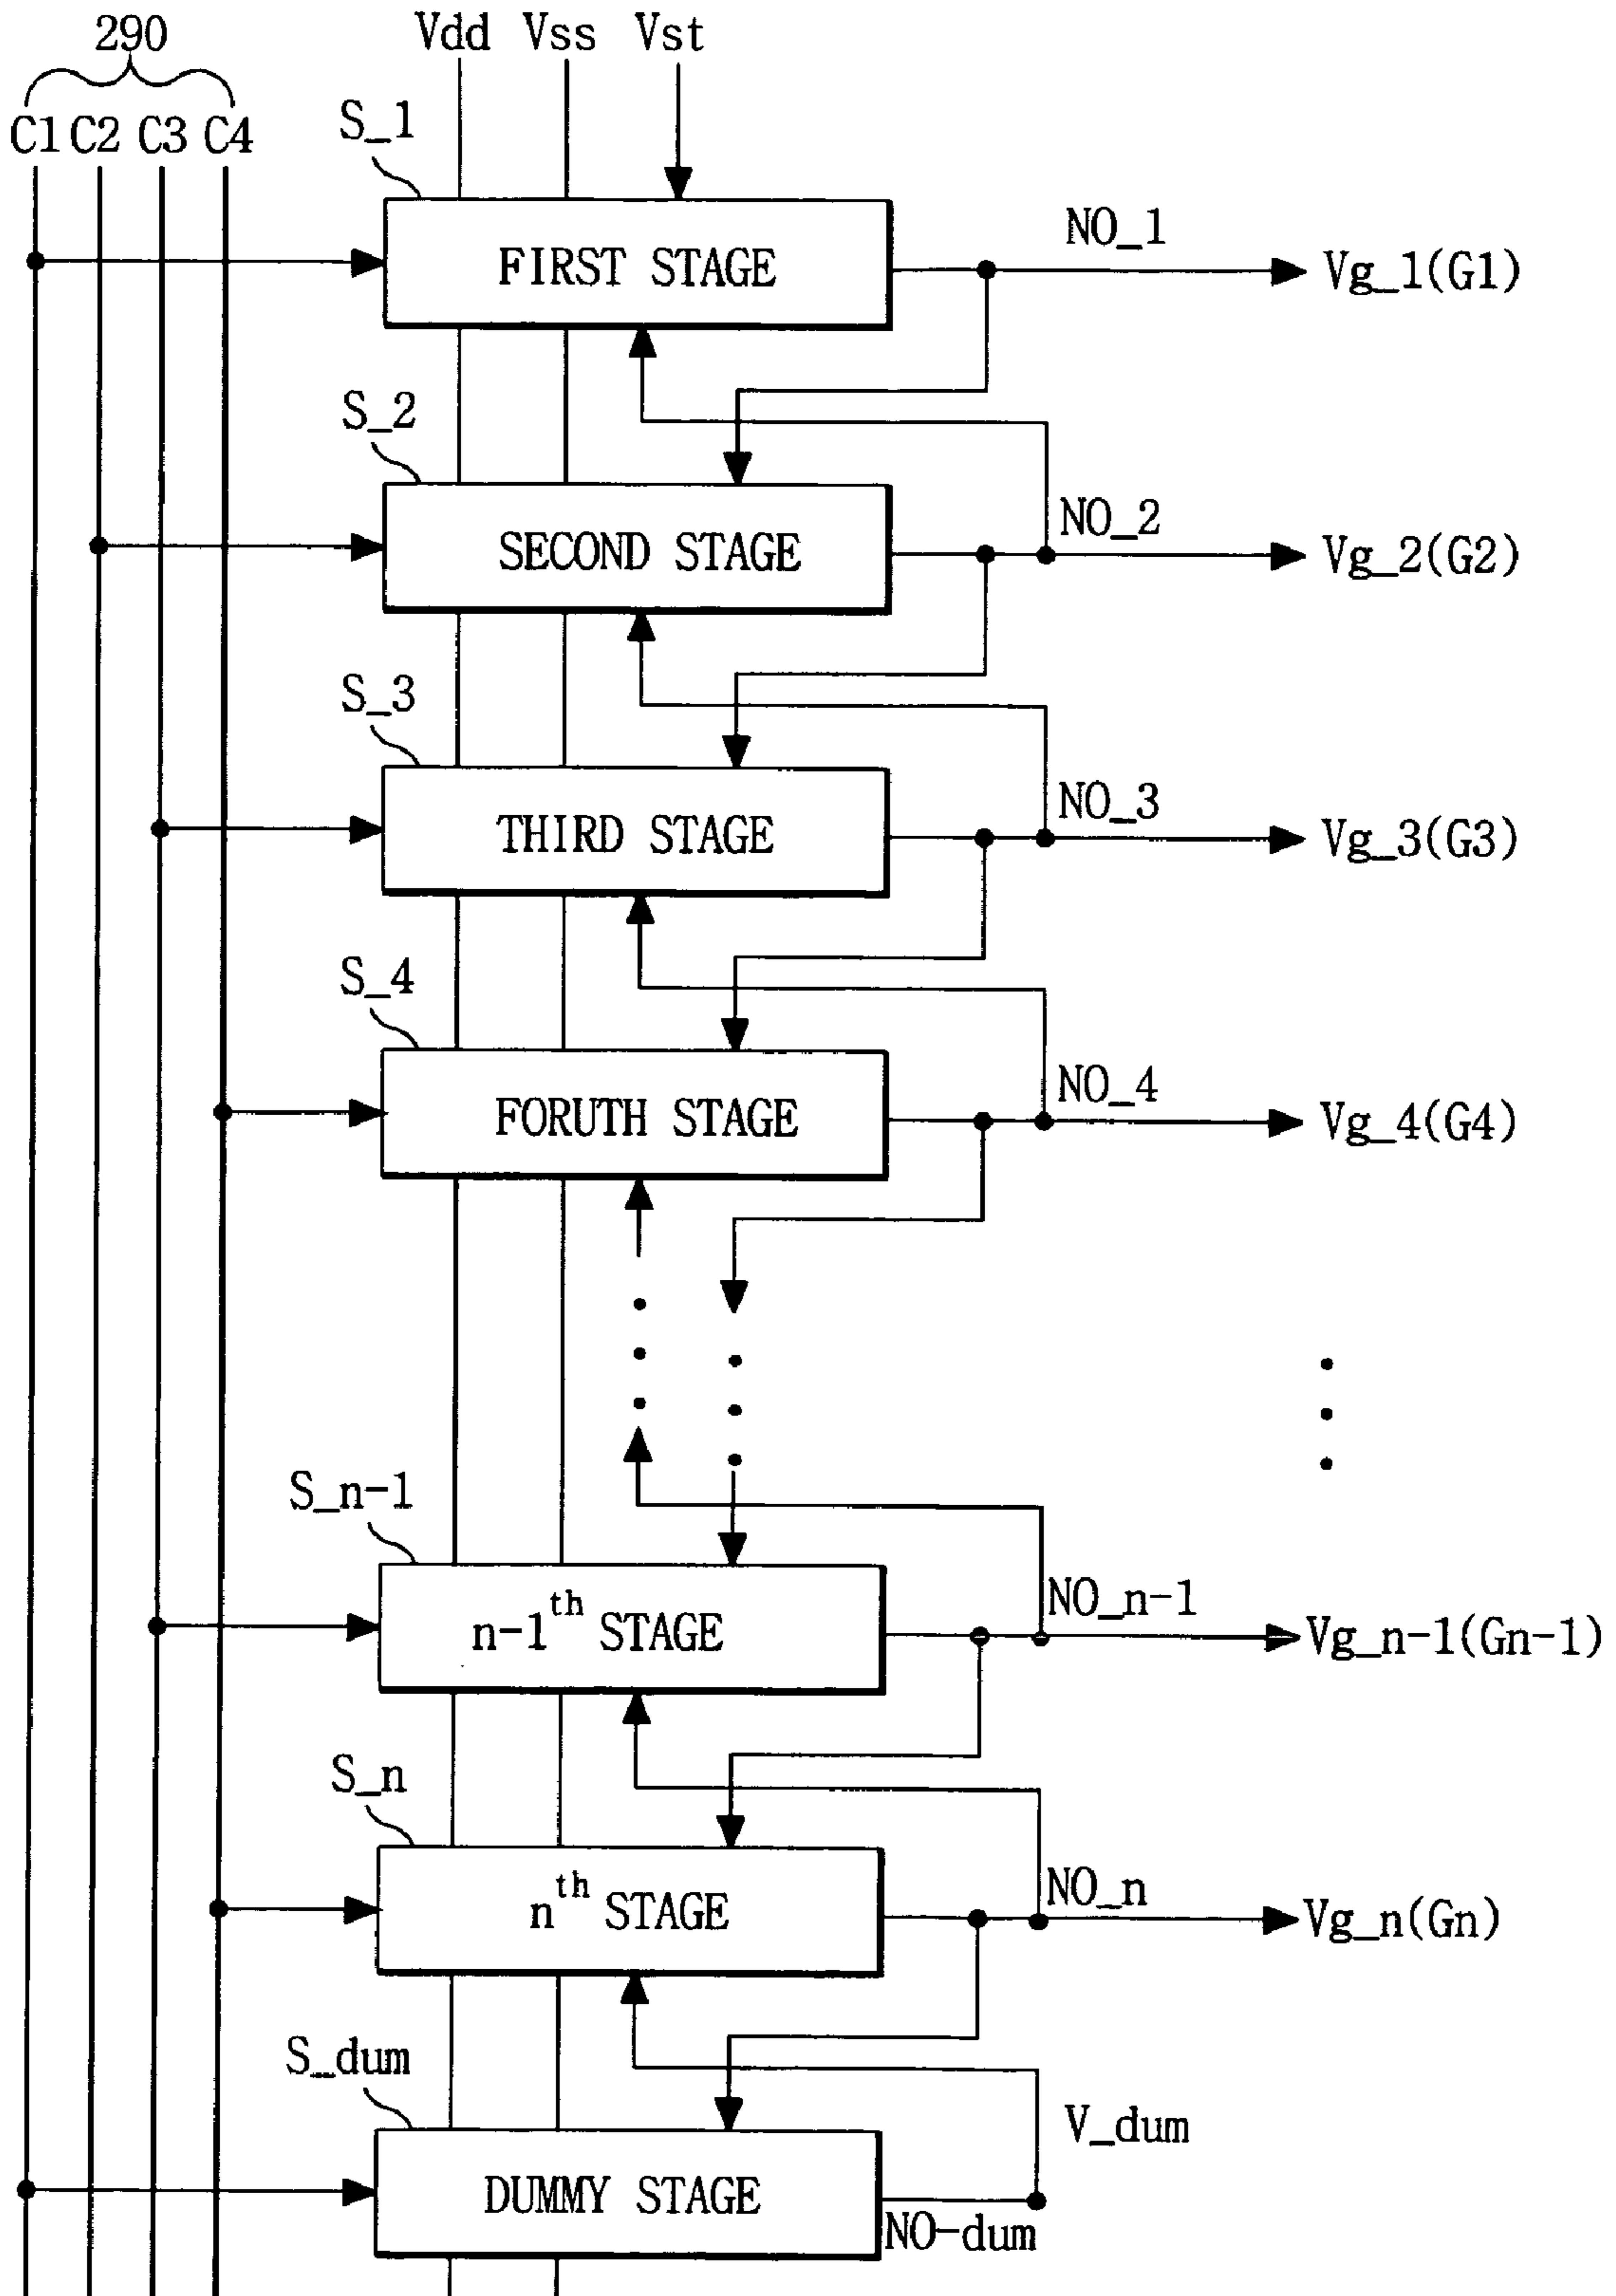 290
Vdd Vss Vst
C1 C2 C3 C4
S_1
FIRST STAGE
NO_1
Vg_1(G1)
S_2
SECOND STAGE
NO_2
Vg_2(G2)
S_3
THIRD STAGE
NO_3
Vg_3(G3)
S_4
FORUTH STAGE
NO_4
Vg_4(G4)
S_n-1
n-1th STAGE
NO_n-1
Vg_n-1(Gn-1)
S_n
nth STAGE
NO_n
Vg_n(Gn)
S_dum
DUMMY STAGE
V_dum
NO-dum